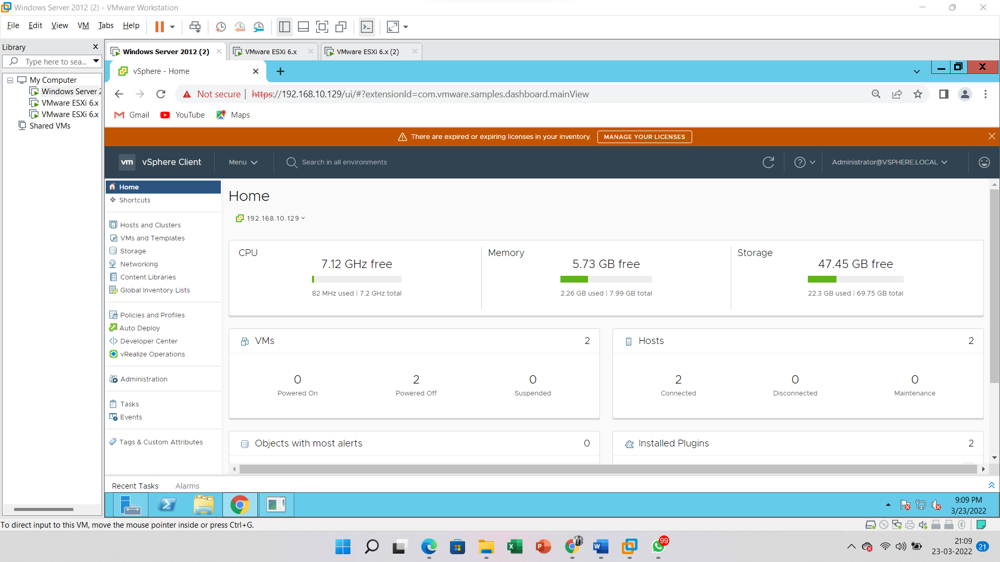 Windows Server 2012 (2) - VMware Workstation
File Edit View VM Tabs Help
Library
Type here to sea...
My Computer
Windows Server 2
VMware ESXi 6.x
VMware ESXi 6.x
Shared VMs
Windows Server 2012 (2) VMware ESXi 6.x VMware ESXi 6.x (2)
vSphere - Home
Not secure | https://192.168.10.129/ui/#?extensionId=com.vmware.samples.dashboard.mainView
Gmail YouTube Maps
There are expired or expiring licenses in your inventory. MANAGE YOUR LICENSES
vm vSphere Client Menu Search in all environments Administrator@VSPHERE.LOCAL
Home
Shortcuts
Hosts and Clusters
VMs and Templates
Storage
Networking
Content Libraries
Global Inventory Lists
Policies and Profiles
Auto Deploy
Developer Center
vRealize Operations
Administration
Tasks
Events
Tags & Custom Attributes
Home
192.168.10.129
CPU
7.12 GHz free
82 MHz used | 7.2 GHz total
Memory
5.73 GB free
2.26 GB used | 7.99 GB total
Storage
47.45 GB free
22.3 GB used | 69.75 GB total
VMs 2
0 2 0
Powered On Powered Off Suspended
Hosts 2
2 0 0
Connected Disconnected Maintenance
Objects with most alerts 0
Installed Plugins 2
Recent Tasks Alarms
9:09 PM
3/23/2022
To direct input to this VM, move the mouse pointer inside or press Ctrl+G.
99
21:09
23-03-2022
21